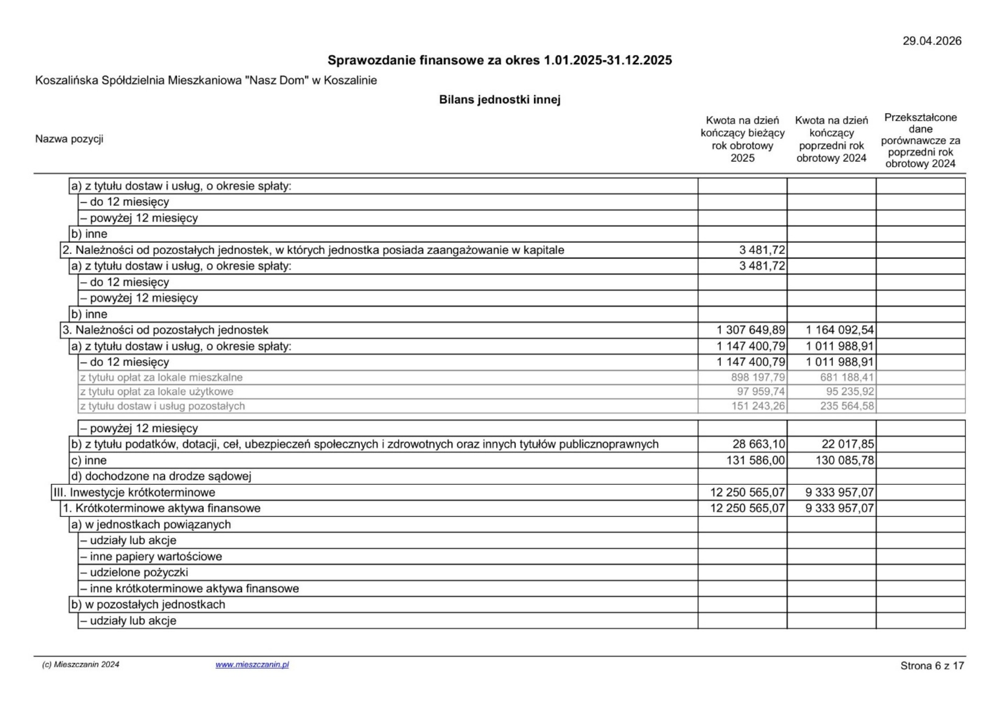 29.04.2026
Sprawozdanie finansowe za okres 1.01.2025-31.12.2025
Koszalińska Spółdzielnia Mieszkaniowa "Nasz Dom" w Koszalinie
Bilans jednostki innej
Nazwa pozycji
Kwota na dzień
kończący bieżący
rok obrotowy
2025
Kwota na dzień
kończący
poprzedni rok
obrotowy 2024
Przekształcone
dane
porównawcze za
poprzedni rok
obrotowy 2024
a) z tytułu dostaw i usług, o okresie spłaty:
– do 12 miesięcy
– powyżej 12 miesięcy
b) inne
2. Należności od pozostałych jednostek, w których jednostka posiada zaangażowanie w kapitale 3 481,72
a) z tytułu dostaw i usług, o okresie spłaty: 3 481,72
– do 12 miesięcy
– powyżej 12 miesięcy
b) inne
3. Należności od pozostałych jednostek 1 307 649,89 1 164 092,54
a) z tytułu dostaw i usług, o okresie spłaty: 1 147 400,79 1 011 988,91
– do 12 miesięcy 1 147 400,79 1 011 988,91
z tytułu opłat za lokale mieszkalne 898 197,79 681 188,41
z tytułu opłat za lokale użytkowe 97 959,74 95 235,92
z tytułu dostaw i usług pozostałych 151 243,26 235 564,58
– powyżej 12 miesięcy
b) z tytułu podatków, dotacji, ceł, ubezpieczeń społecznych i zdrowotnych oraz innych tytułów publicznoprawnych 28 663,10 22 017,85
c) inne 131 586,00 130 085,78
d) dochodzone na drodze sądowej
III. Inwestycje krótkoterminowe 12 250 565,07 9 333 957,07
1. Krótkoterminowe aktywa finansowe 12 250 565,07 9 333 957,07
a) w jednostkach powiązanych
– udziały lub akcje
– inne papiery wartościowe
– udzielone pożyczki
– inne krótkoterminowe aktywa finansowe
b) w pozostałych jednostkach
– udziały lub akcje
(c) Mieszczanin 2024 www.mieszczanin.pl Strona 6 z 17